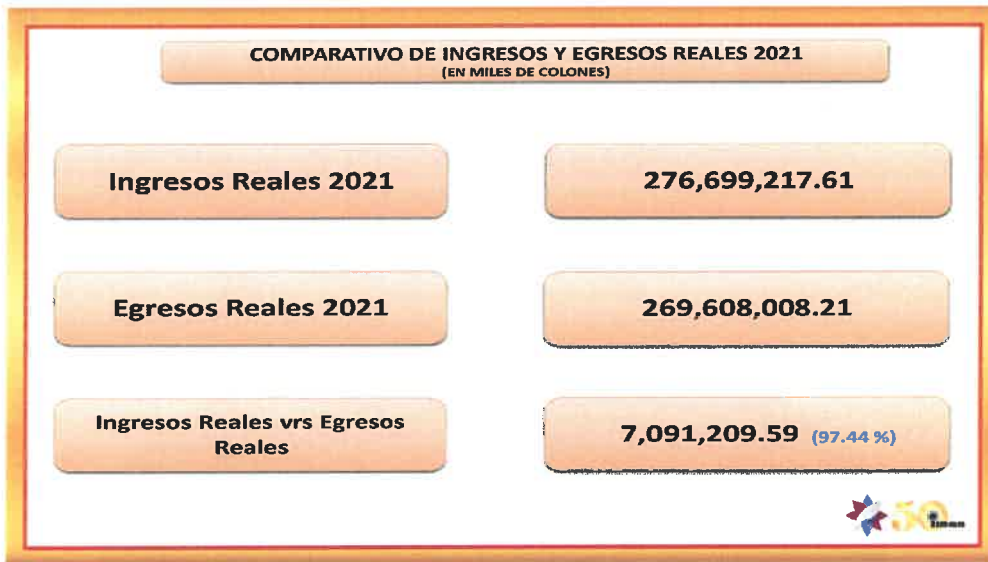 COMPARATIVO DE INGRESOS Y EGRESOS REALES 2021
(EN MILES DE COLONES)
Ingresos Reales 2021
276,699,217.61
Egresos Reales 2021
269,608,008.21
Ingresos Reales vrs Egresos
Reales
7,091,209.59 (97.44 %)
50